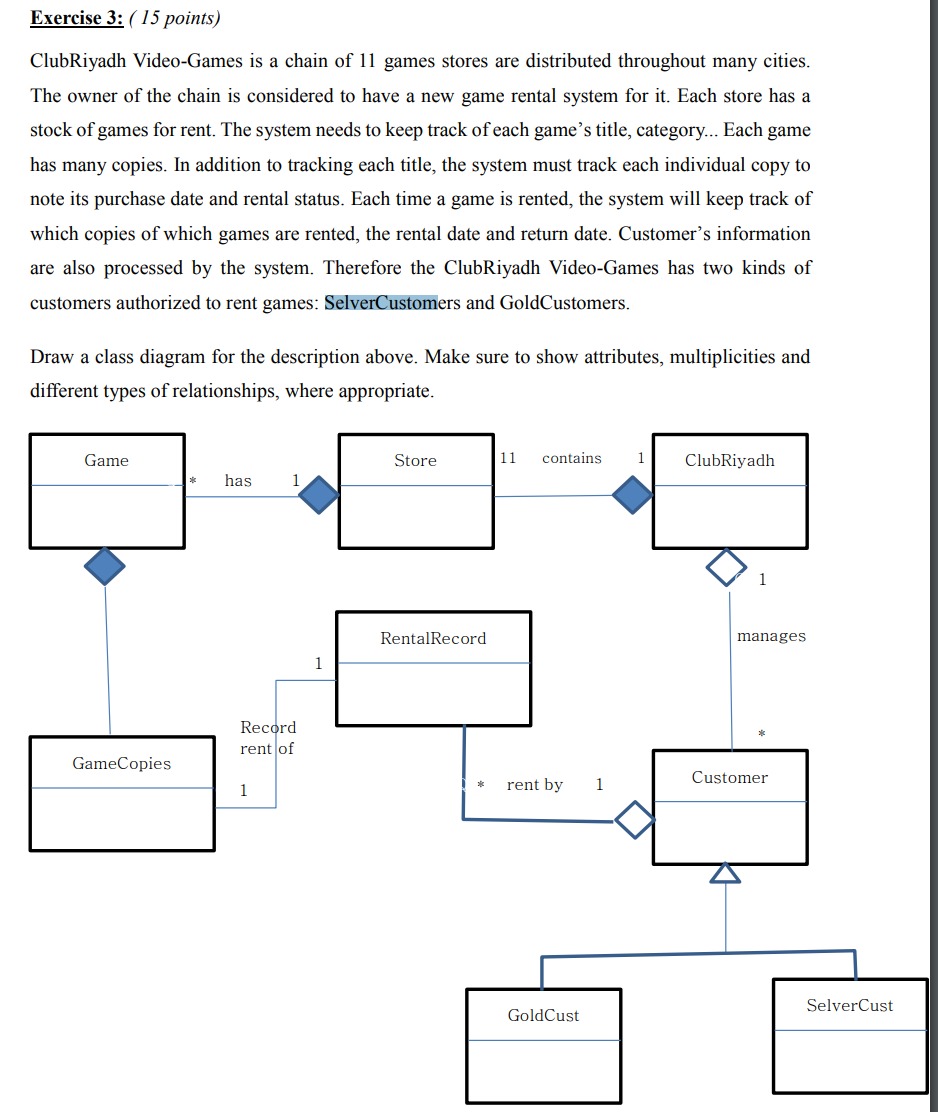 Exercise 3: ( 15 points)
ClubRiyadh Video-Games is a chain of 11 games stores are distributed throughout many cities.
The owner of the chain is considered to have a new game rental system for it. Each store has a
stock of games for rent. The system needs to keep track of each game’s title, category... Each game
has many copies. In addition to tracking each title, the system must track each individual copy to
note its purchase date and rental status. Each time a game is rented, the system will keep track of
which copies of which games are rented, the rental date and return date. Customer’s information
are also processed by the system. Therefore the ClubRiyadh Video-Games has two kinds of
customers authorized to rent games: SelverCustomers and GoldCustomers.
Draw a class diagram for the description above. Make sure to show attributes, multiplicities and
different types of relationships, where appropriate.
Game
* has 1
Store
11 contains 1
ClubRiyadh
1
manages
*
RentalRecord
1
Record
rent of
1
GameCopies
* rent by 1
Customer
GoldCust
SelverCust